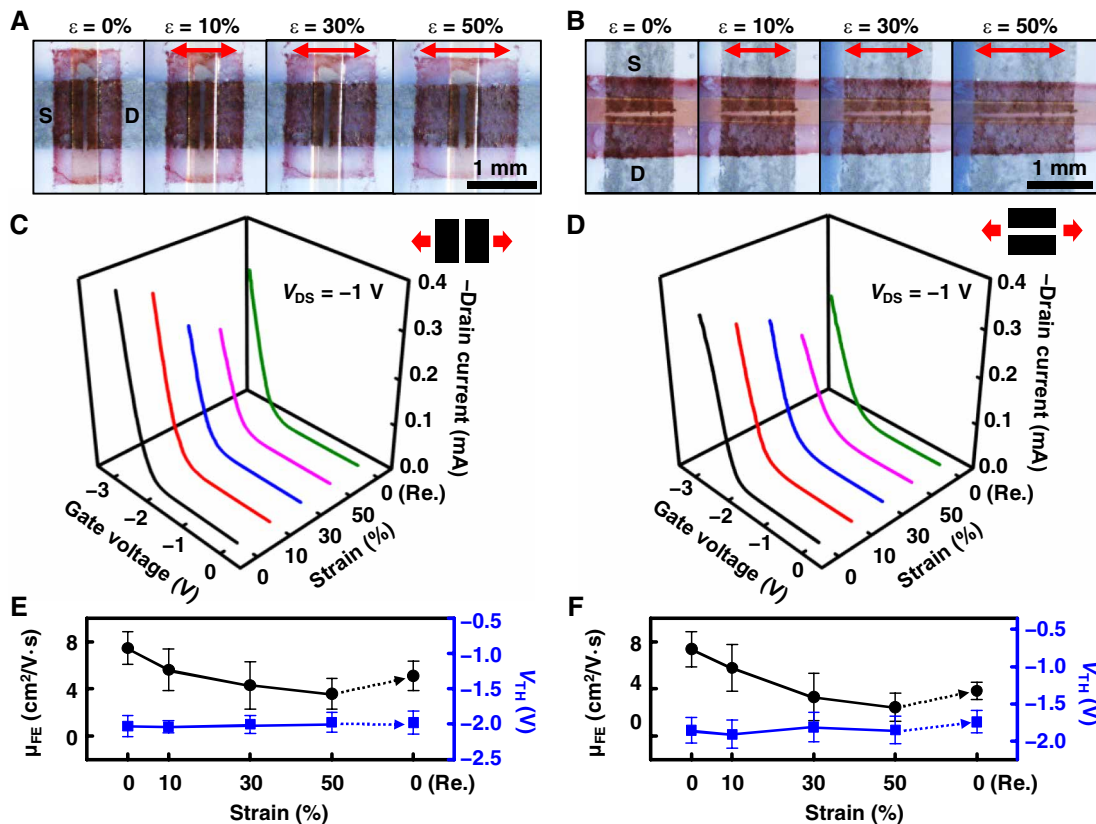 A
ε = 0% ε = 10% ε = 30% ε = 50%
S D
1 mm
B
ε = 0% ε = 10% ε = 30% ε = 50%
S
D
1 mm
C
V_DS = −1 V
0.4
0.3
0.2
0.1
0.0
−Drain current (mA)
−3
−2
−1
0
Gate voltage (V)
0
10
30
50
0 (Re.)
Strain (%)
D
V_DS = −1 V
0.4
0.3
0.2
0.1
0.0
−Drain current (mA)
−3
−2
−1
0
Gate voltage (V)
0
10
30
50
0 (Re.)
Strain (%)
E
μFE (cm²/V·s)
8
4
0
−0.5
−1.0
−1.5
−2.0
−2.5
V_TH (V)
0 10 30 50 0 (Re.)
Strain (%)
F
μFE (cm²/V·s)
8
4
0
−0.5
−1.0
−1.5
−2.0
V_TH (V)
0 10 30 50 0 (Re.)
Strain (%)